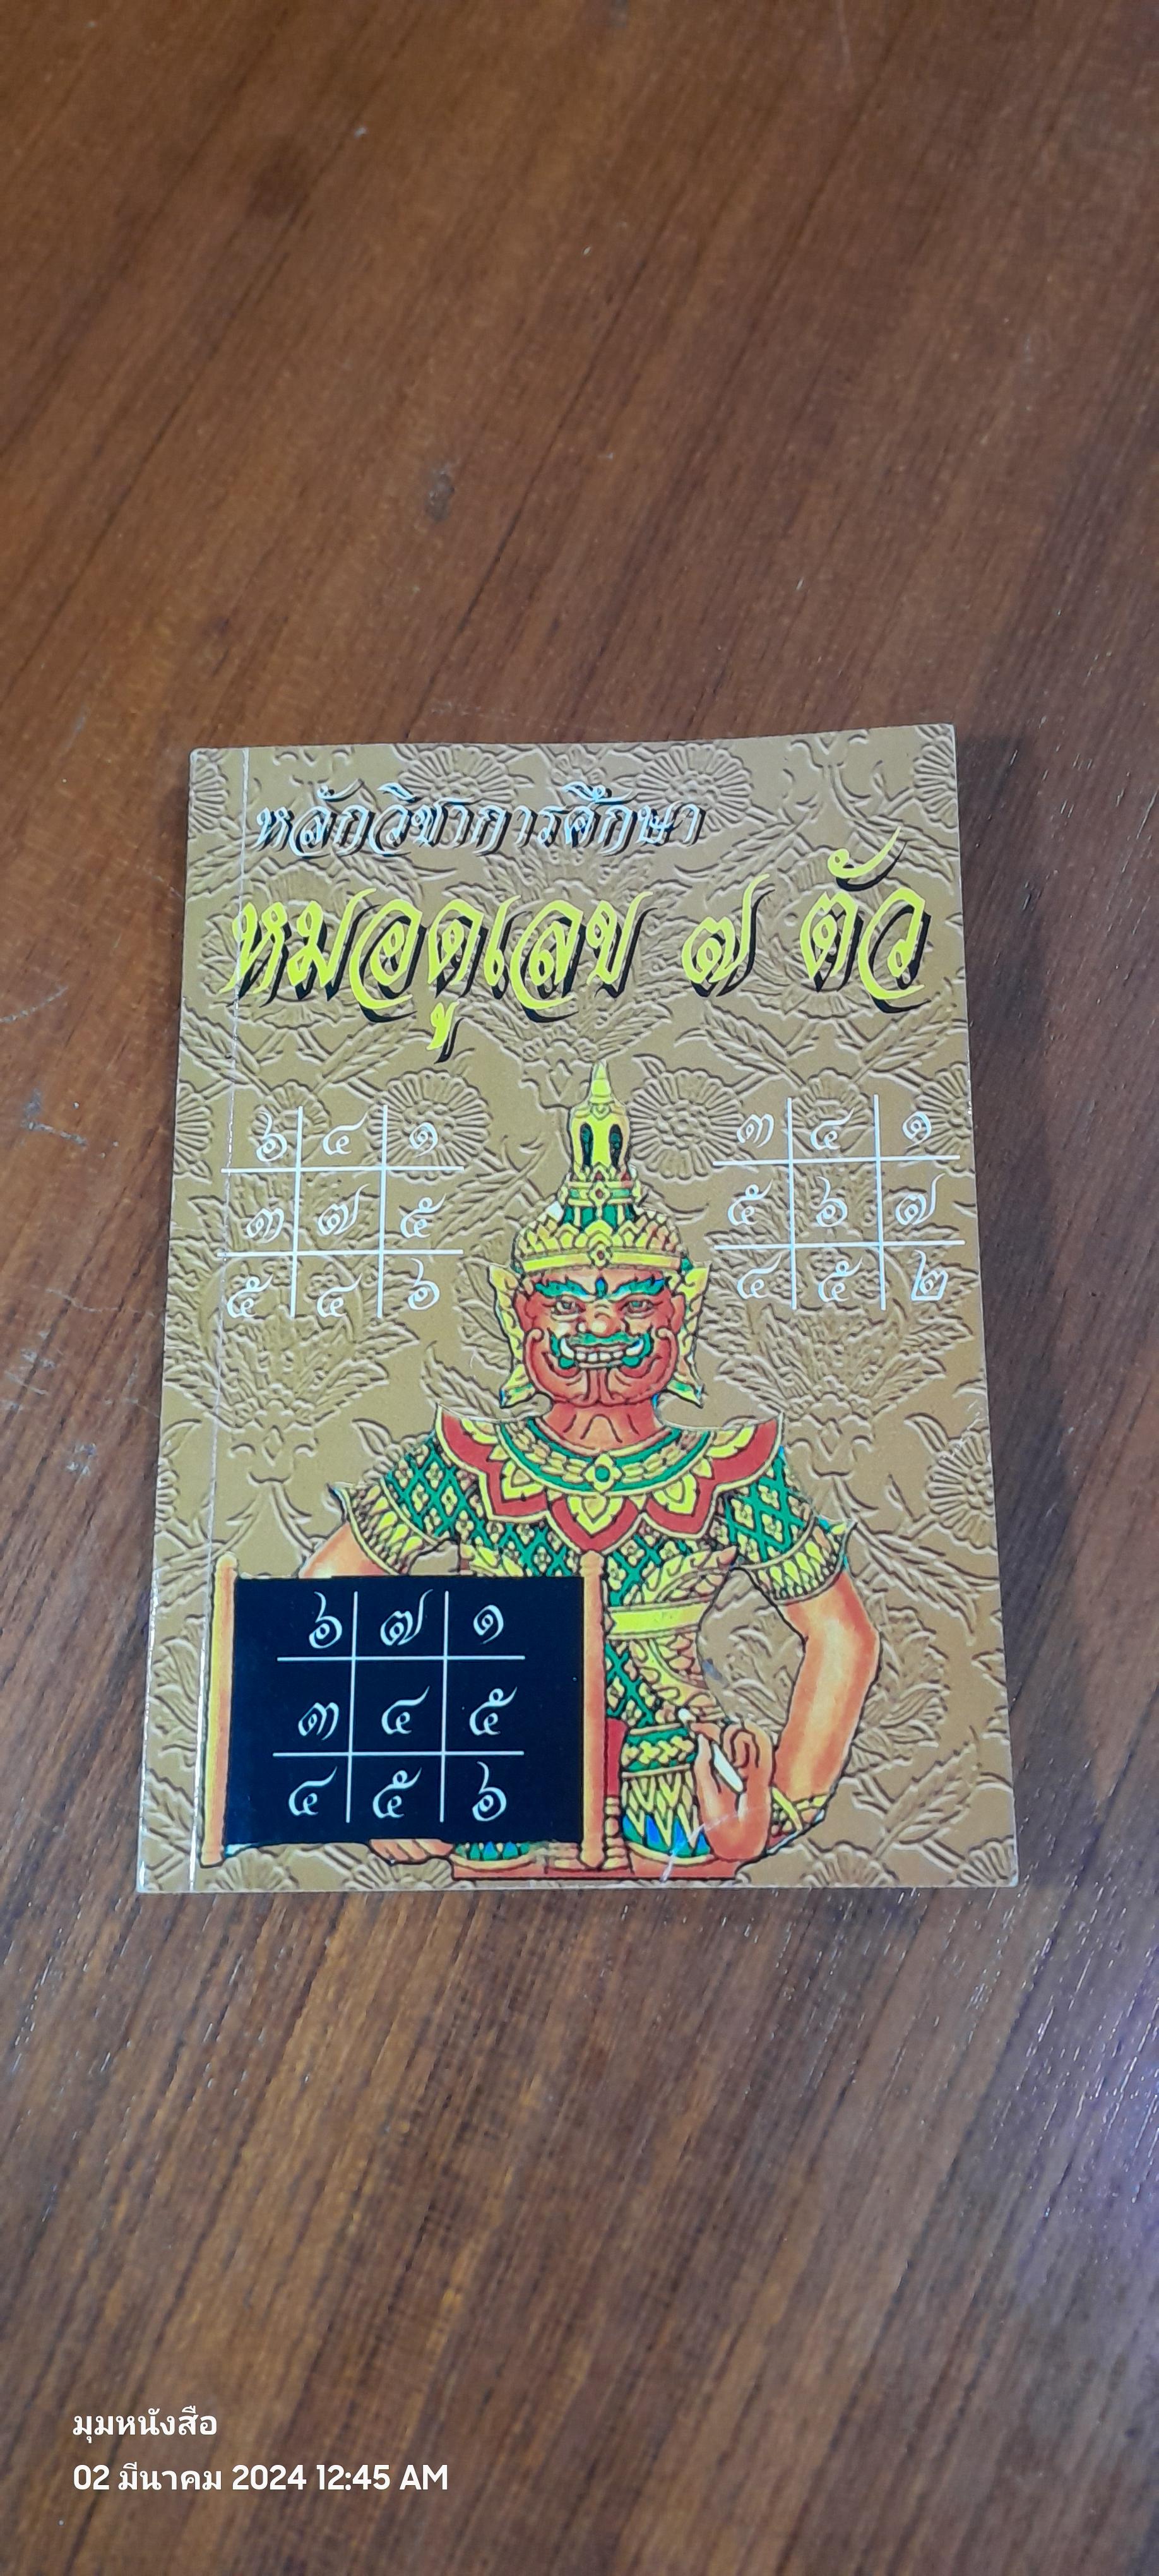 หลักวิชาการศึกษา
หมอดูเลข ๗ ตัว
๖ ๔ ๑
๓ ๗ ๕
๕ ๔ ๖
๓ ๔ ๑
๕ ๖ ๗
๔ ๕ ๒
๖ ๗ ๑
๓ ๔ ๕
๔ ๕ ๖
มุมหนังสือ
02 มีนาคม 2024 12:45 AM